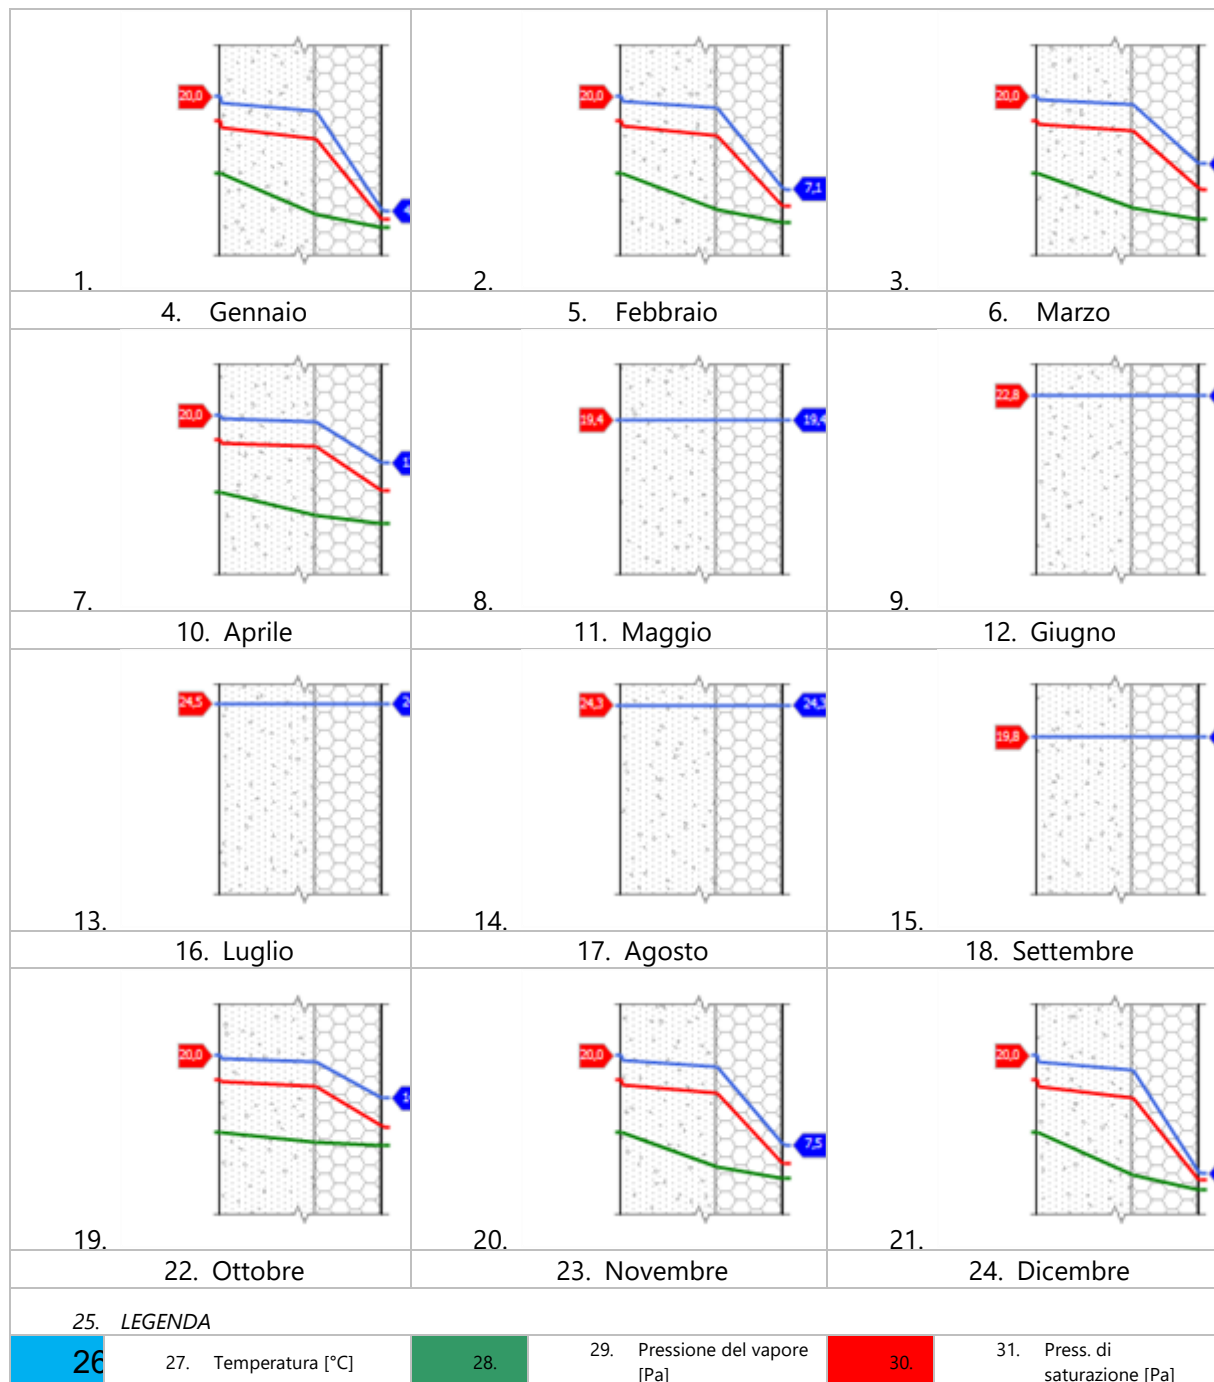 20,0 20,0 20,0
7,1
1. 2. 3.
4. Gennaio 5. Febbraio 6. Marzo
20,0 19,4 19,4 22,8
7. 8. 9.
10. Aprile 11. Maggio 12. Giugno
24,5 24,3 24,3 19,8
13. 14. 15.
16. Luglio 17. Agosto 18. Settembre
20,0 20,0 20,0
7,5
19. 20. 21.
22. Ottobre 23. Novembre 24. Dicembre
25. LEGENDA
26 27. Temperatura [°C] 28. 29. Pressione del vapore [Pa] 30. 31. Press. di saturazione [Pa]